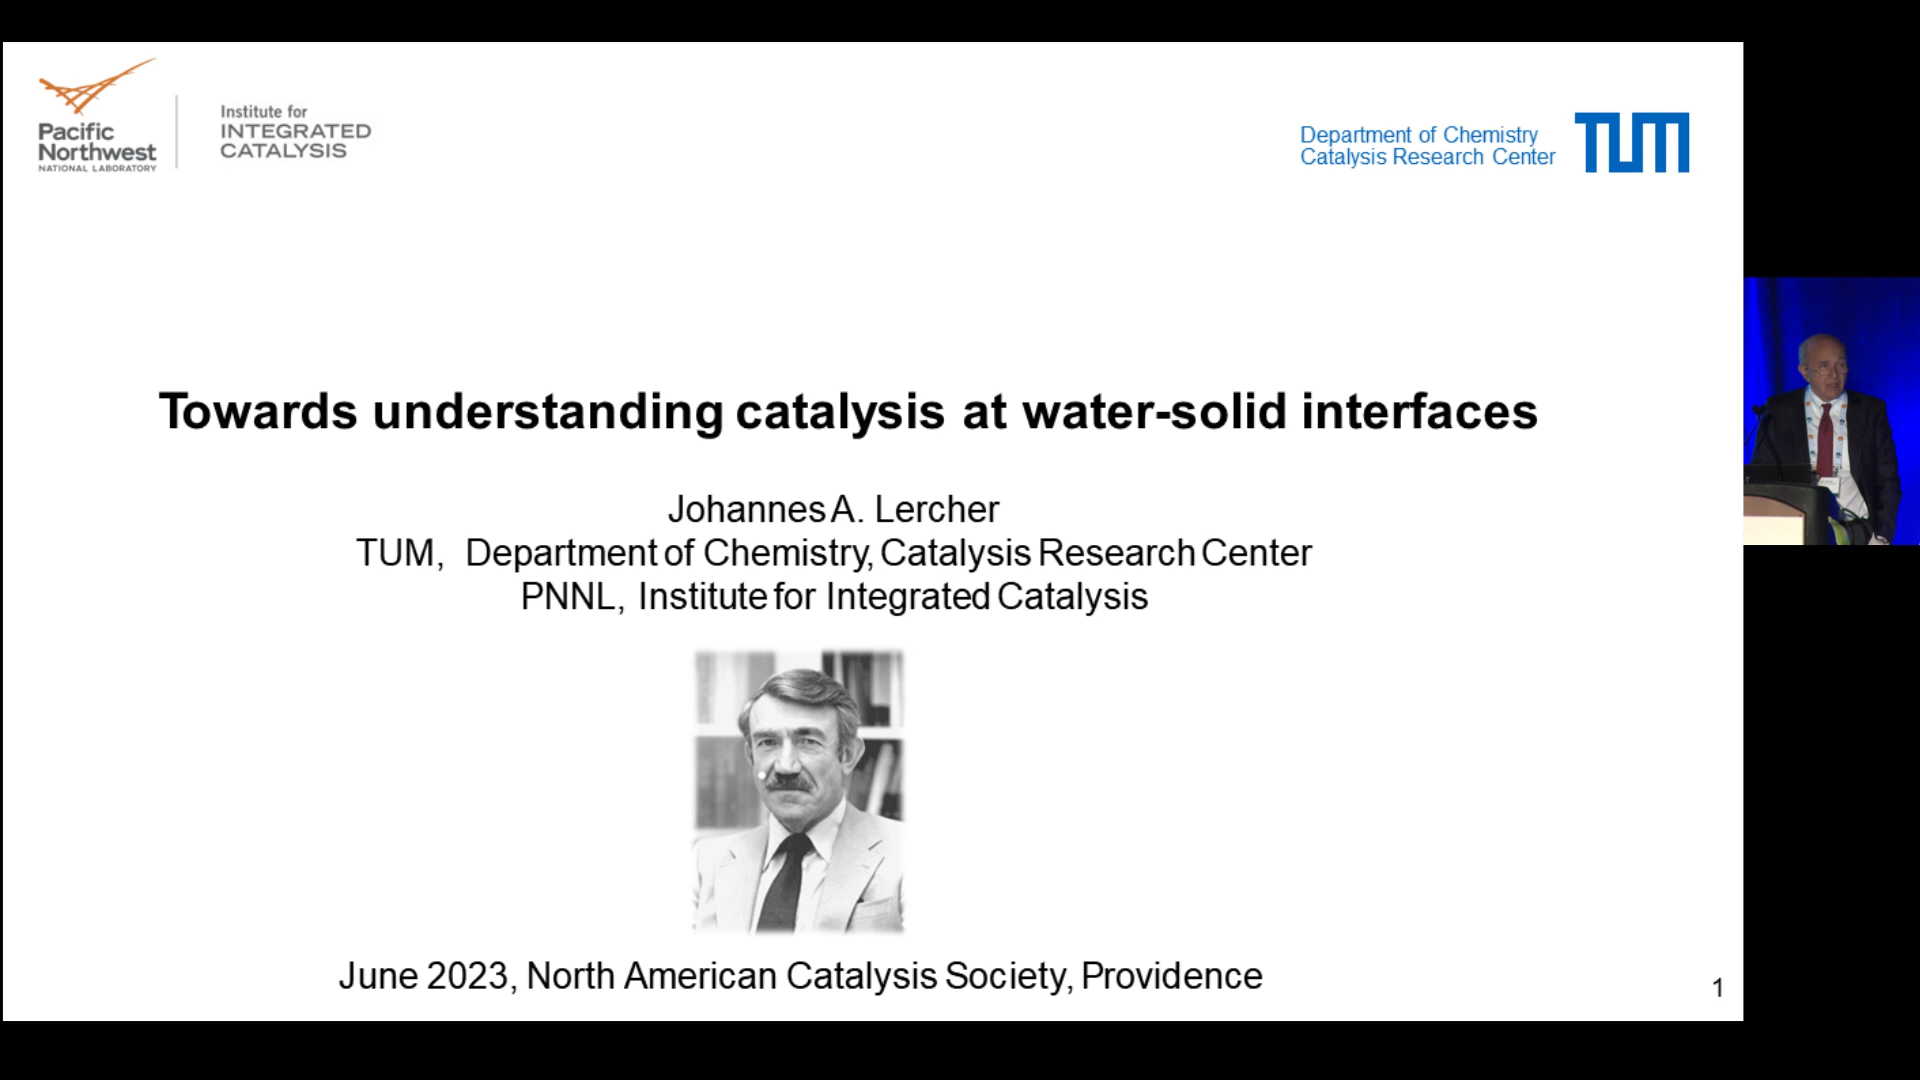 Pacific
Northwest
NATIONAL LABORATORY
Institute for
INTEGRATED
CATALYSIS
Department of Chemistry
Catalysis Research Center
TUM
Towards understanding catalysis at water-solid interfaces
Johannes A. Lercher
TUM, Department of Chemistry, Catalysis Research Center
PNNL, Institute for Integrated Catalysis
June 2023, North American Catalysis Society, Providence
1